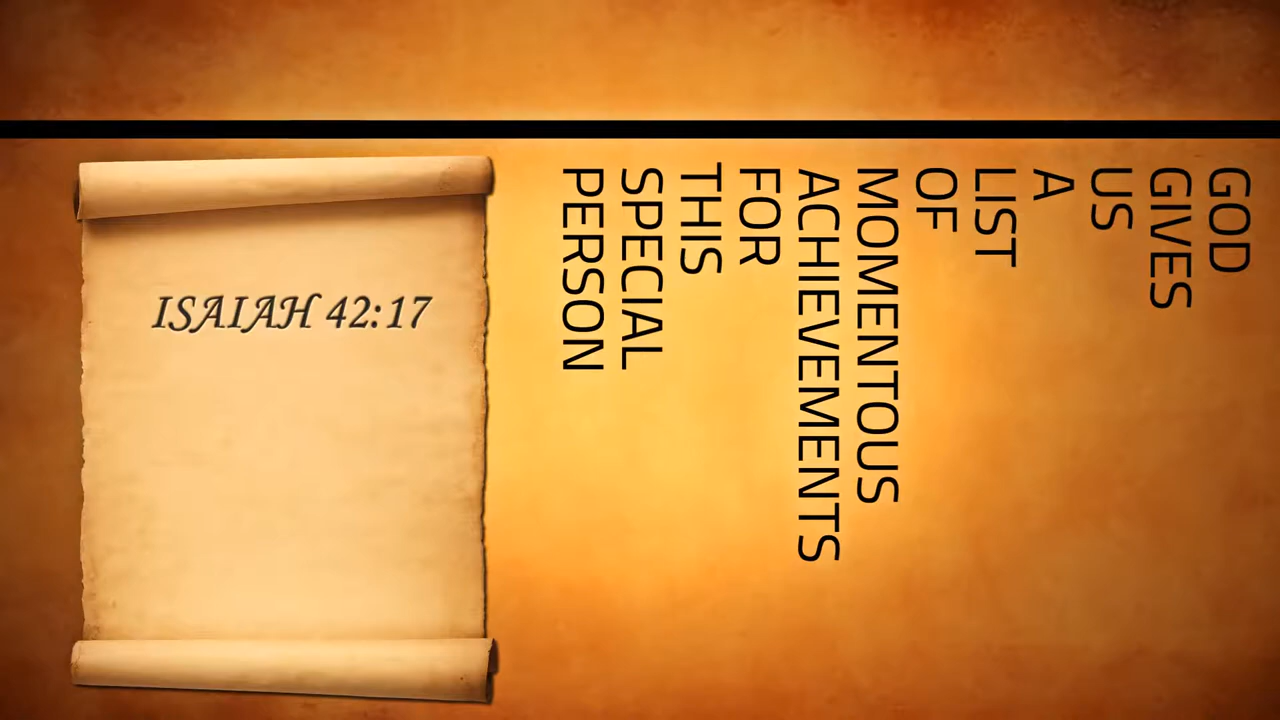 ISAIAH 42:17
GOD
GIVES
US
A
LIST
OF
MOMENTOUS
ACHIEVEMENTS
FOR
THIS
SPECIAL
PERSON